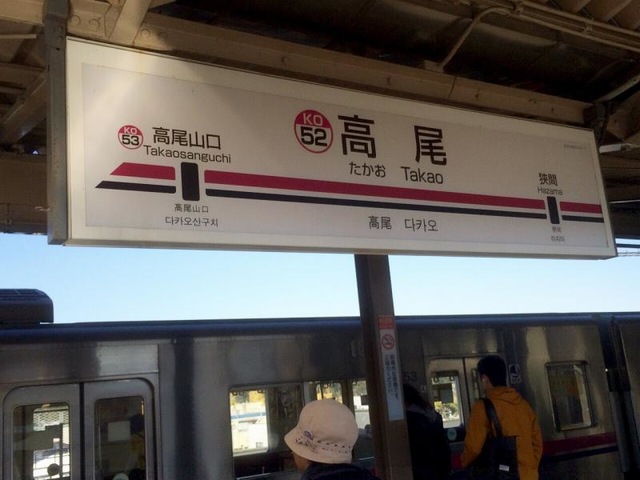 KO
53
高尾山口
Takaosanguchi
KO
52
高尾
たかお Takao
狭間
Hazama
高尾山口
다카오산구치
高尾 다카오